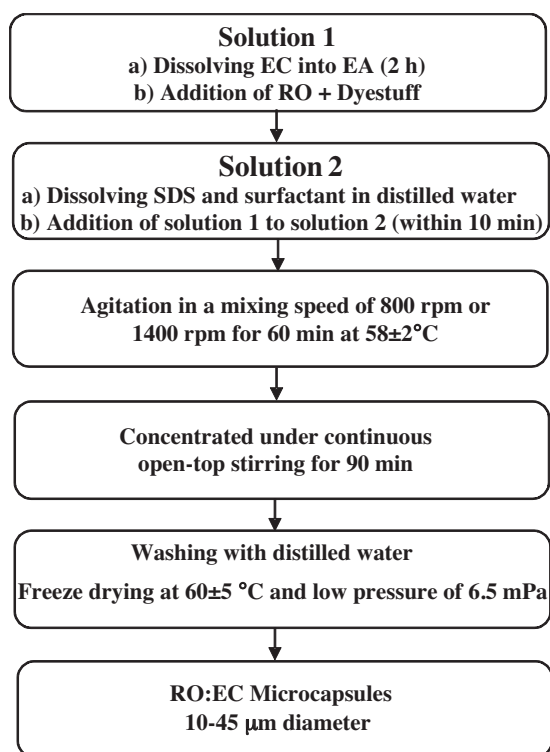 Solution 1
a) Dissolving EC into EA (2 h)
b) Addition of RO + Dyestuff
Solution 2
a) Dissolving SDS and surfactant in distilled water
b) Addition of solution 1 to solution 2 (within 10 min)
Agitation in a mixing speed of 800 rpm or
1400 rpm for 60 min at 58±2°C
Concentrated under continuous
open-top stirring for 90 min
Washing with distilled water
Freeze drying at 60±5 °C and low pressure of 6.5 mPa
RO:EC Microcapsules
10-45 μm diameter